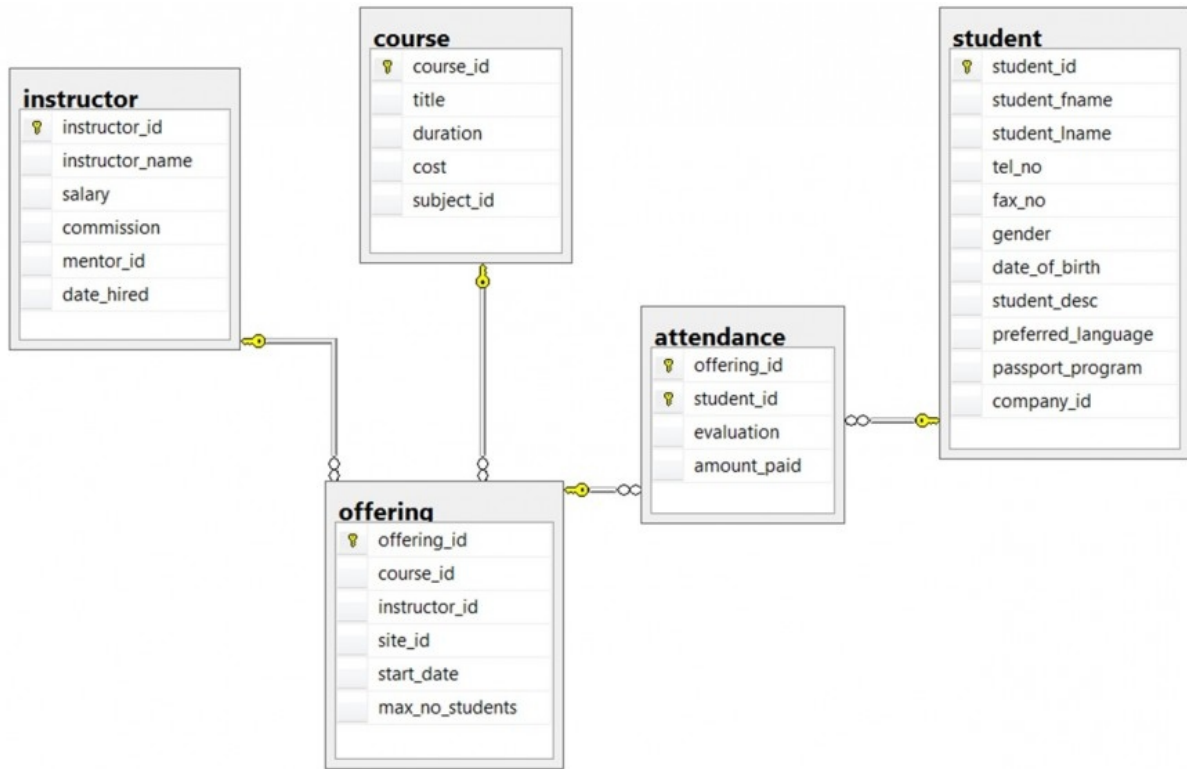 instructor
instructor_id
instructor_name
salary
commission
mentor_id
date_hired
course
course_id
title
duration
cost
subject_id
student
student_id
student_fname
student_lname
tel_no
fax_no
gender
date_of_birth
student_desc
preferred_language
passport_program
company_id
attendance
offering_id
student_id
evaluation
amount_paid
offering
offering_id
course_id
instructor_id
site_id
start_date
max_no_students